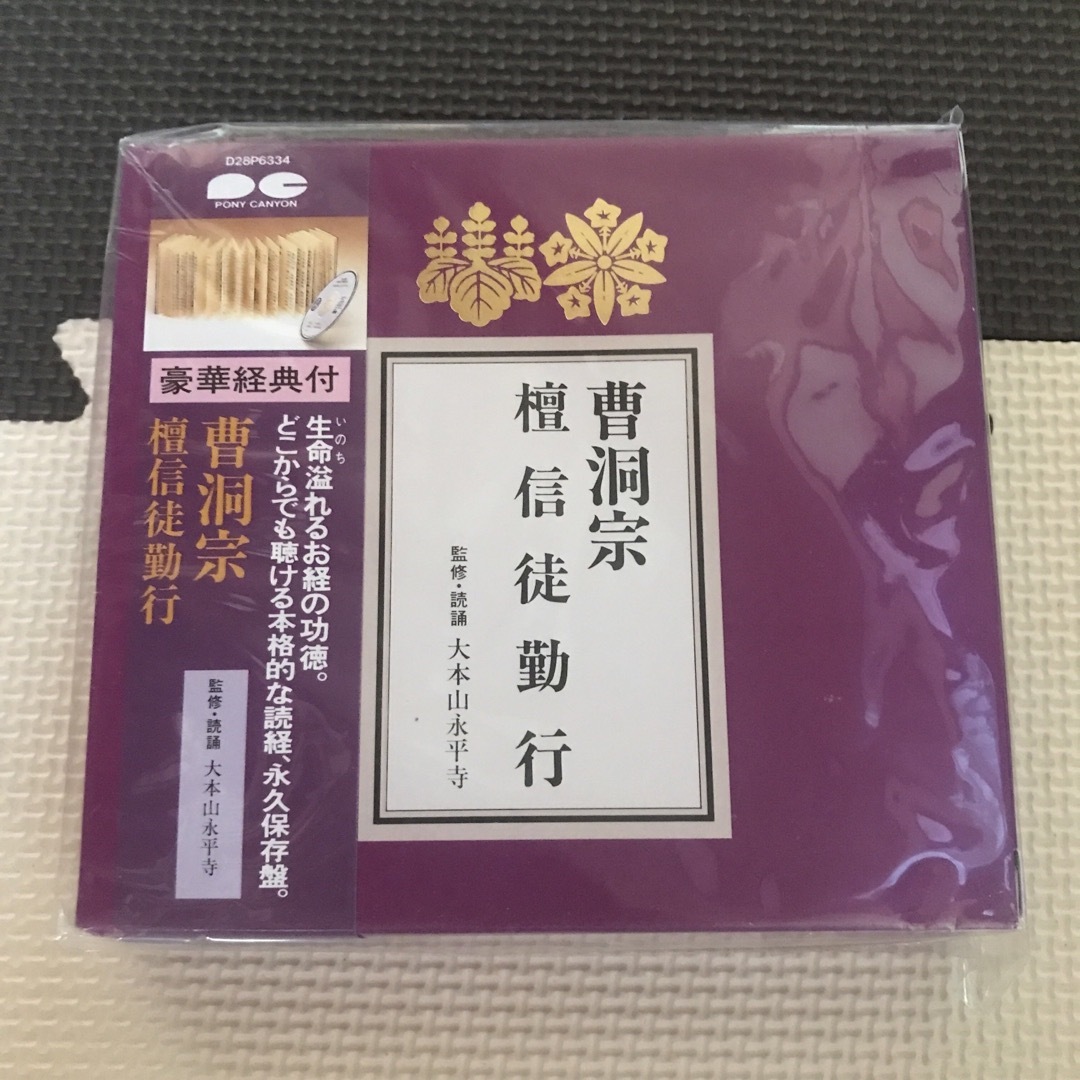 D28P6334
PONY CANYON
豪華経典付
生命溢れるお経の功徳。
いのち
どこからでも聴ける本格的な読経、永久保存盤。
曹洞宗
檀信徒勤行
監修・読誦 大本山永平寺
曹洞宗
檀信徒勤行
監修・読誦 大本山永平寺